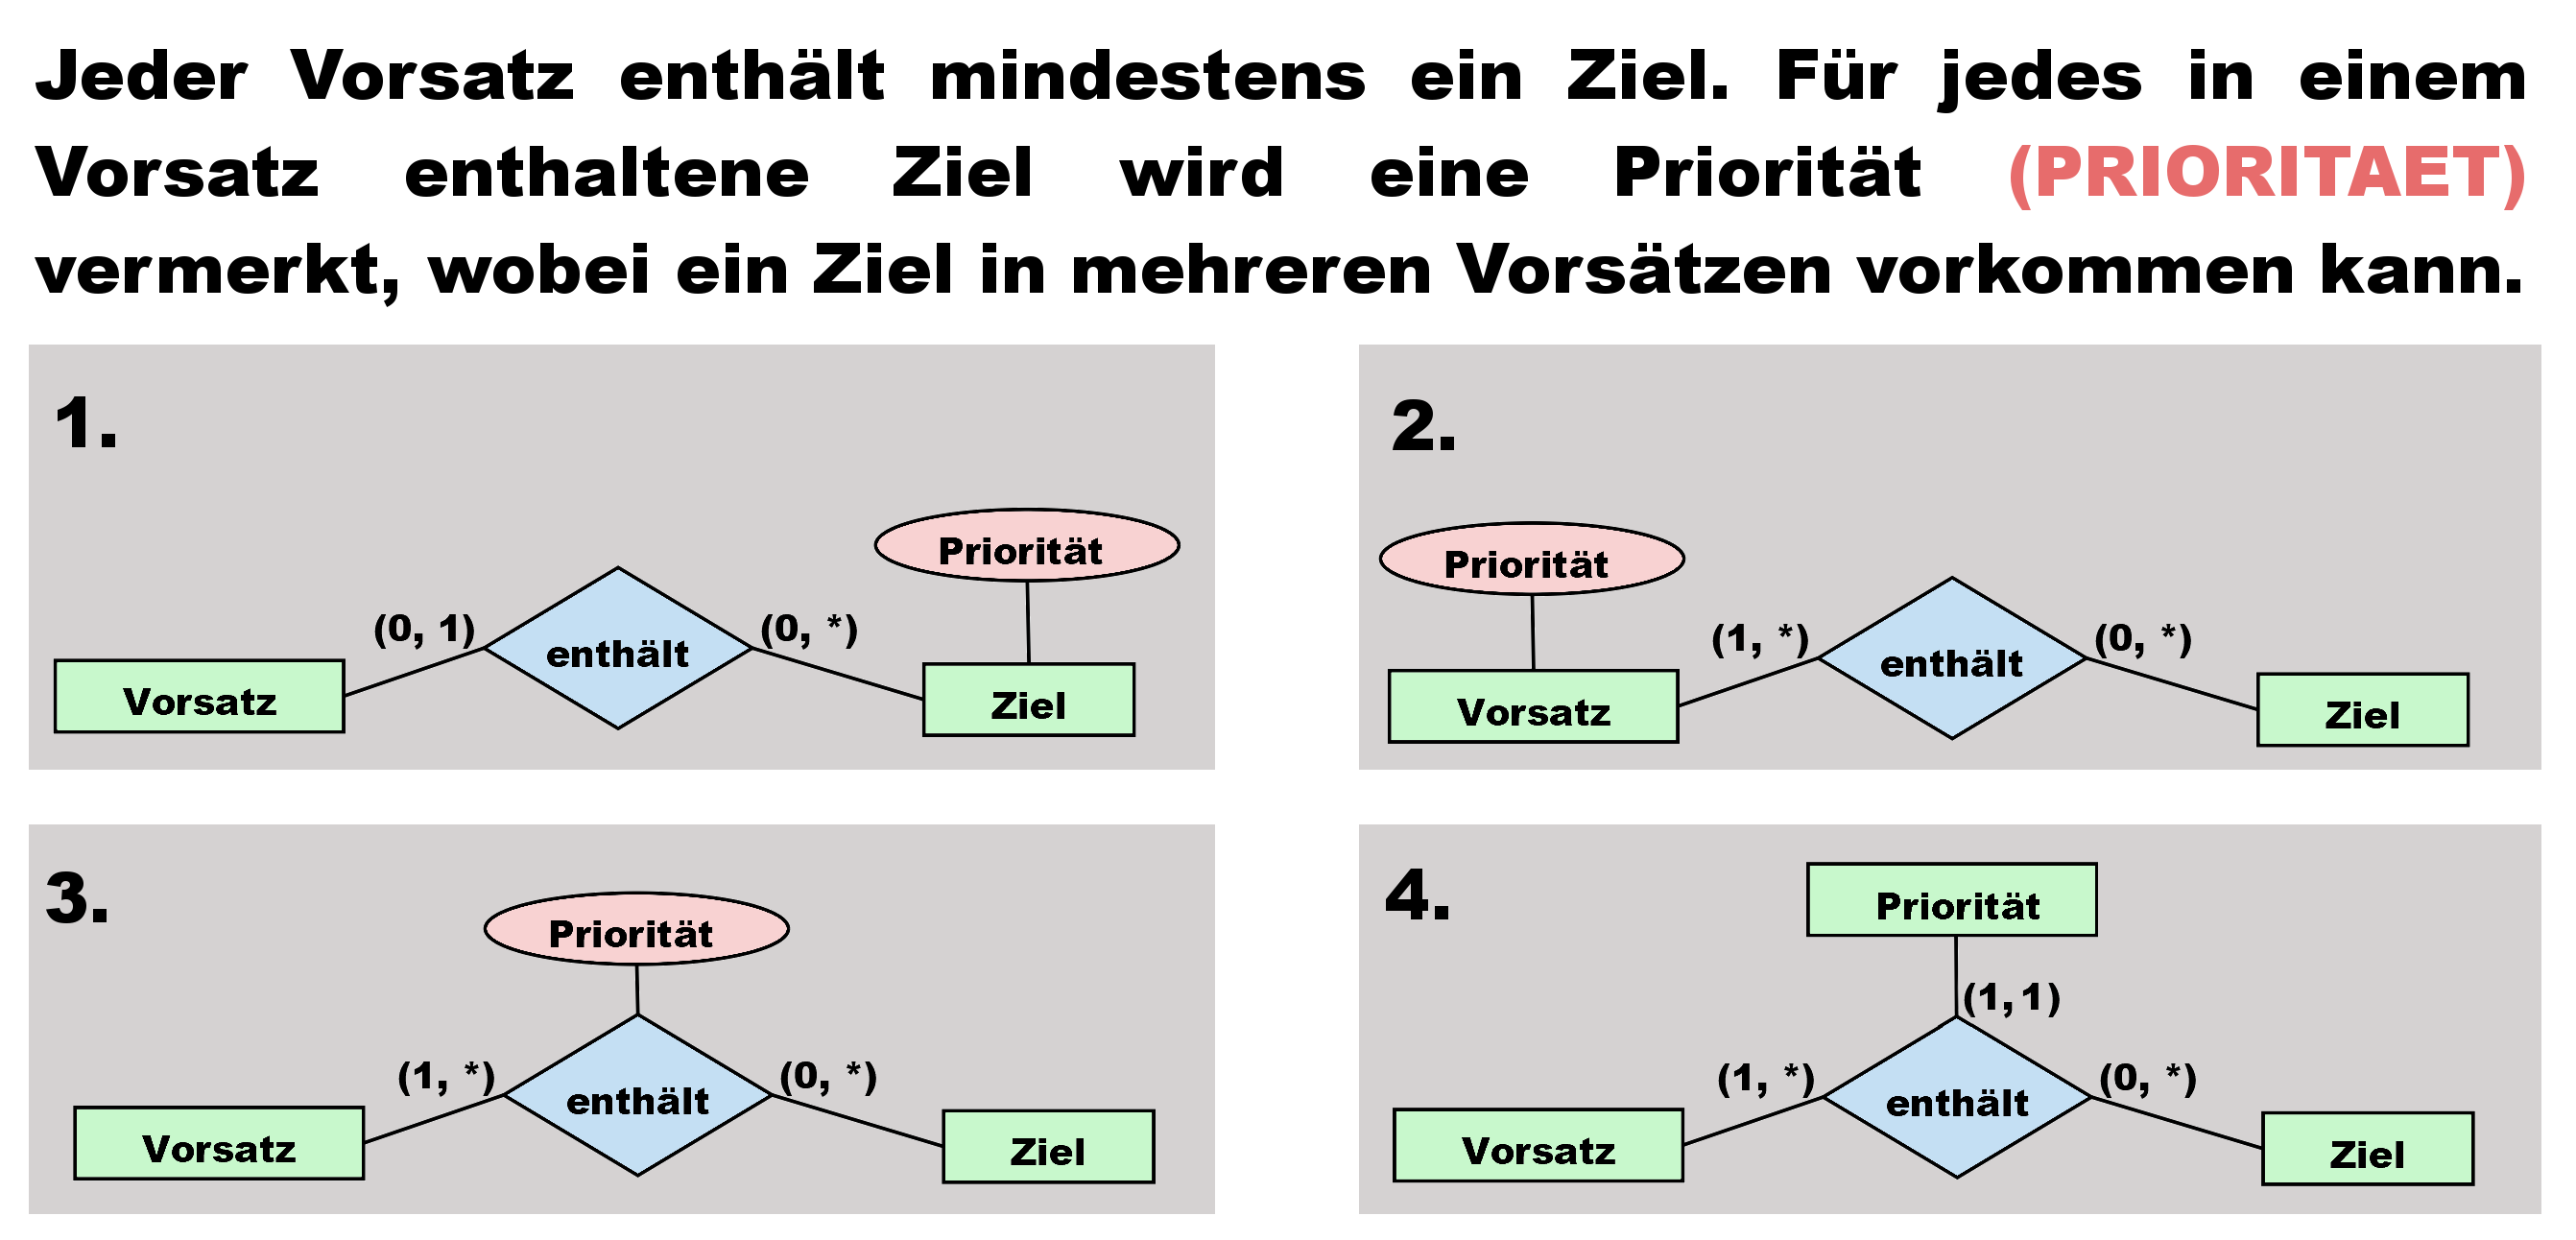 Jeder Vorsatz enthält mindestens ein Ziel. Für jedes in einem
Vorsatz enthaltene Ziel wird eine Priorität (PRIORITAET)
vermerkt, wobei ein Ziel in mehreren Vorsätzen vorkommen kann.
1.
Priorität
(0, 1)
(0, *)
enthält
Vorsatz
Ziel
2.
Priorität
(1, *)
(0, *)
enthält
Vorsatz
Ziel
3.
Priorität
(1, *)
(0, *)
enthält
Vorsatz
Ziel
4.
Priorität
(1, 1)
(1, *)
(0, *)
enthält
Vorsatz
Ziel